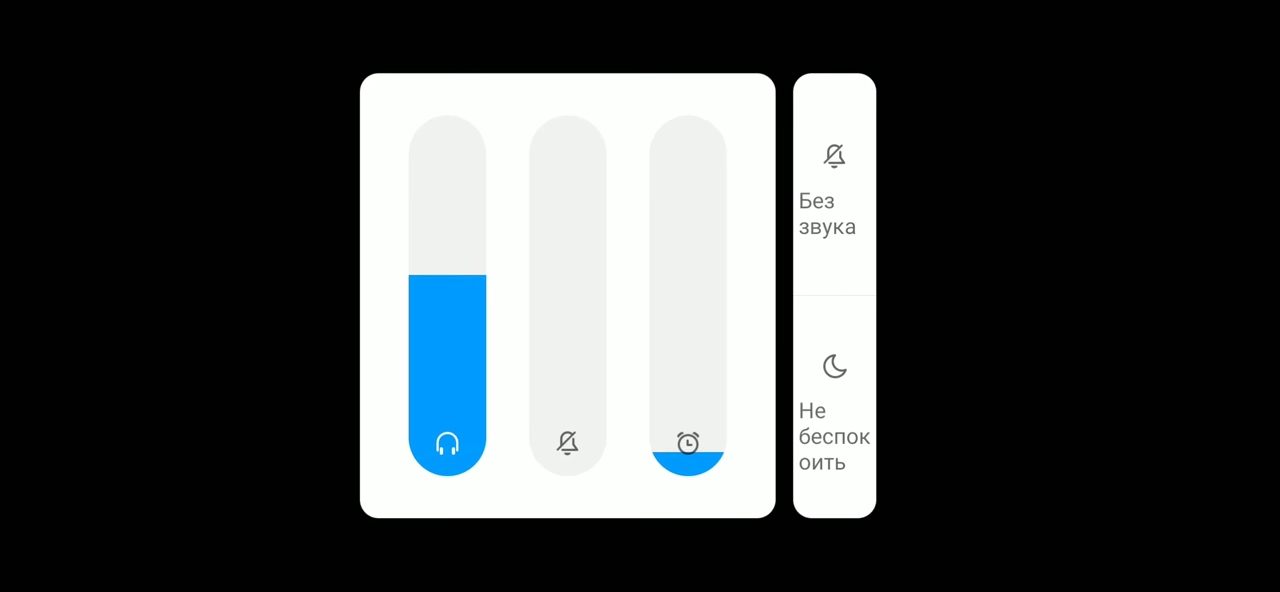 Без
звука
Не
беспок
оить